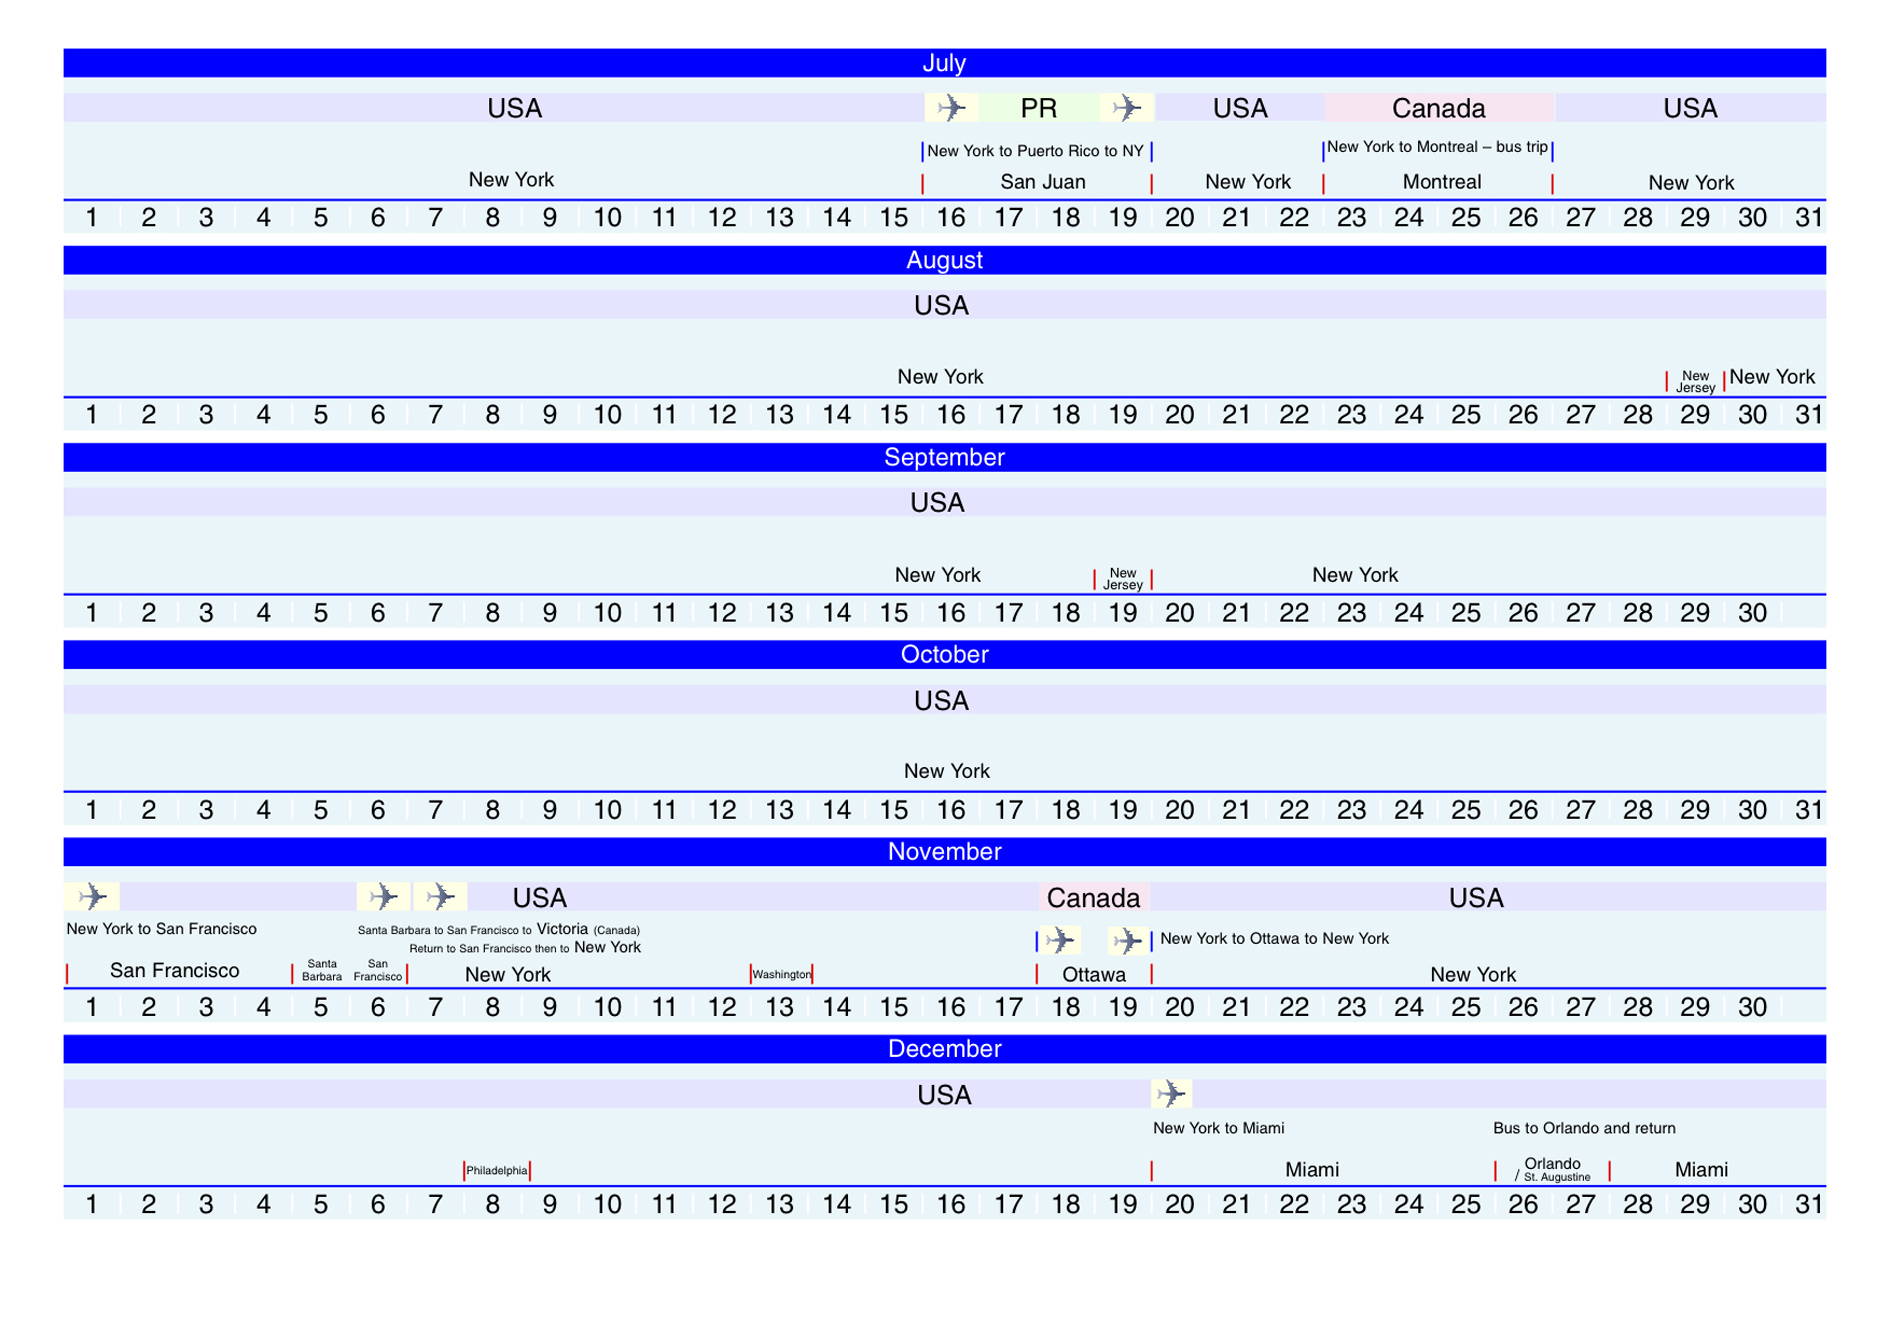 July
USA PR USA Canada USA
New York to Puerto Rico to NY New York to Montreal – bus trip
New York San Juan New York Montreal New York
1 2 3 4 5 6 7 8 9 10 11 12 13 14 15 16 17 18 19 20 21 22 23 24 25 26 27 28 29 30 31
August
USA
New York New Jersey New York
1 2 3 4 5 6 7 8 9 10 11 12 13 14 15 16 17 18 19 20 21 22 23 24 25 26 27 28 29 30 31
September
USA
New York New Jersey New York
1 2 3 4 5 6 7 8 9 10 11 12 13 14 15 16 17 18 19 20 21 22 23 24 25 26 27 28 29 30
October
USA
New York
1 2 3 4 5 6 7 8 9 10 11 12 13 14 15 16 17 18 19 20 21 22 23 24 25 26 27 28 29 30 31
November
USA Canada USA
New York to San Francisco Santa Barbara to San Francisco to Victoria (Canada) New York to Ottawa to New York
Return to San Francisco then to New York
San Francisco Santa Barbara San Francisco New York Washington Ottawa New York
1 2 3 4 5 6 7 8 9 10 11 12 13 14 15 16 17 18 19 20 21 22 23 24 25 26 27 28 29 30
December
USA
New York to Miami Bus to Orlando and return
Philadelphia Miami Orlando / St. Augustine Miami
1 2 3 4 5 6 7 8 9 10 11 12 13 14 15 16 17 18 19 20 21 22 23 24 25 26 27 28 29 30 31